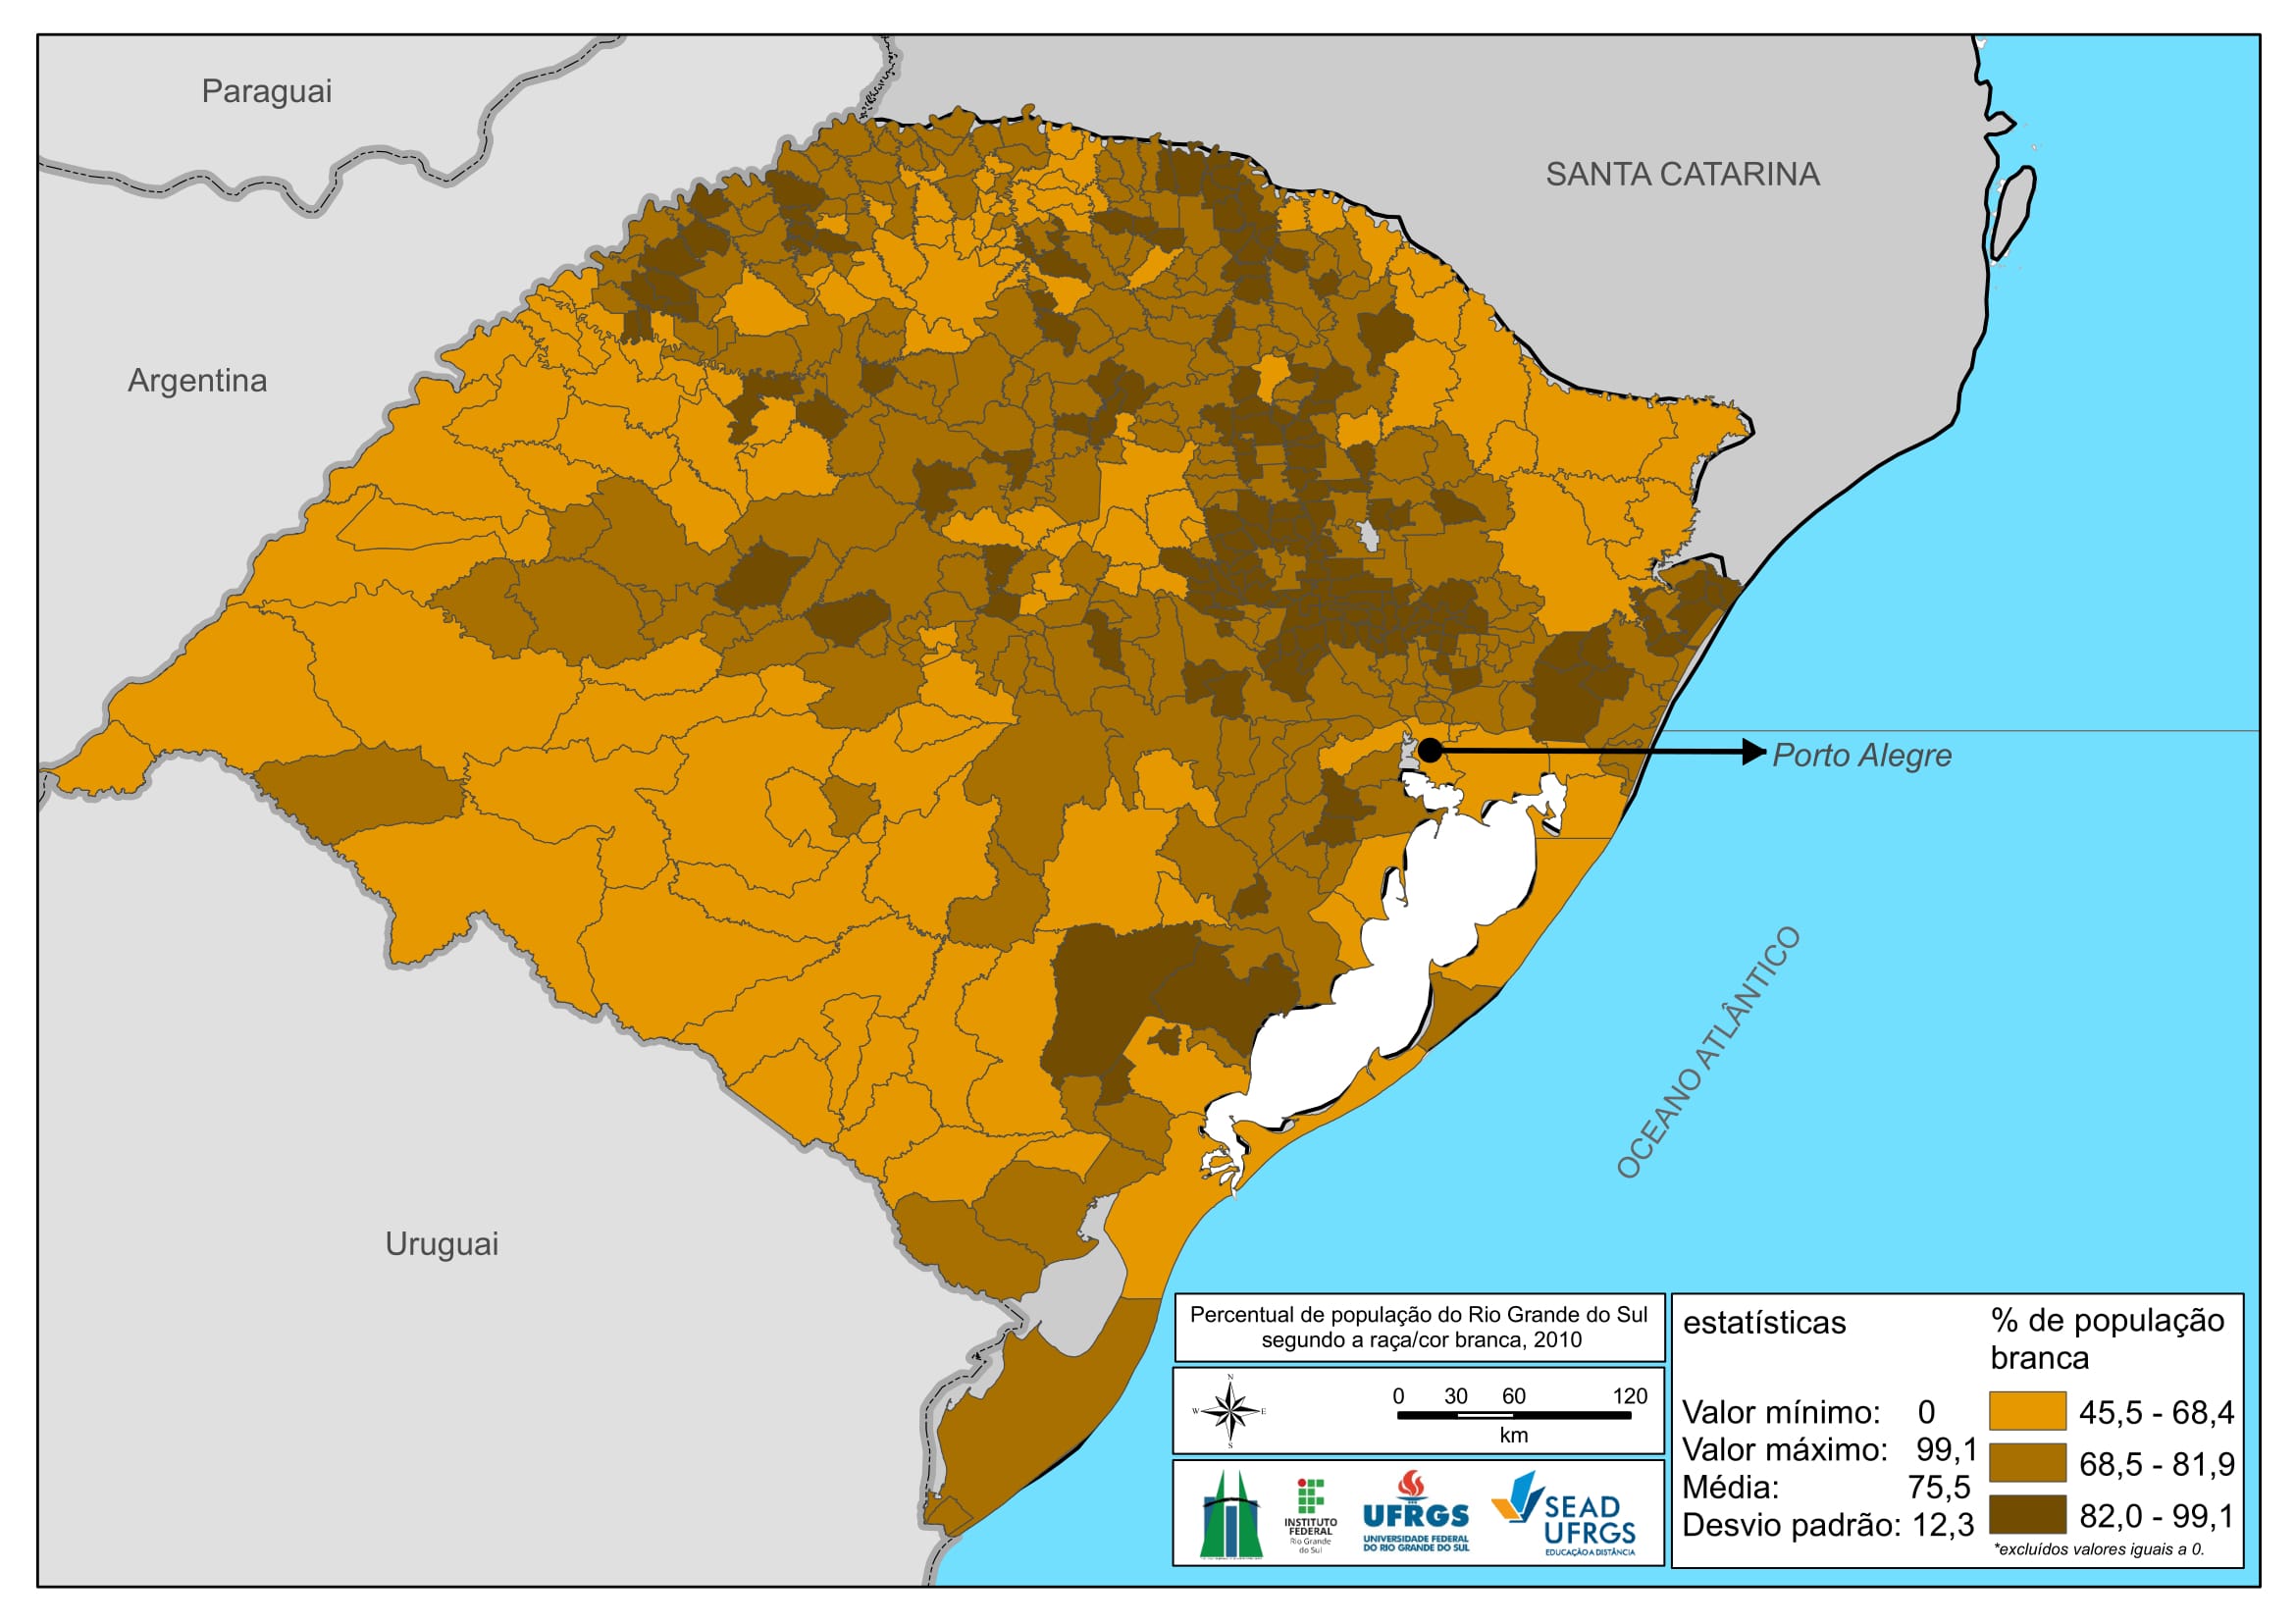 Paraguai
SANTA CATARINA
Argentina
Porto Alegre
OCEANO ATLÂNTICO
Uruguai
Percentual de população do Rio Grande do Sul
segundo a raça/cor branca, 2010
N
W
E
S
0 30 60 120
km
INSTITUTO
FEDERAL
Rio Grande
do Sul
UFRGS
UNIVERSIDADE FEDERAL
DO RIO GRANDE DO SUL
SEAD
UFRGS
EDUCAÇÃO A DISTÂNCIA
estatísticas
Valor mínimo: 0
Valor máximo: 99,1
Média: 75,5
Desvio padrão: 12,3
% de população
branca
45,5 - 68,4
68,5 - 81,9
82,0 - 99,1
*excluídos valores iguais a 0.